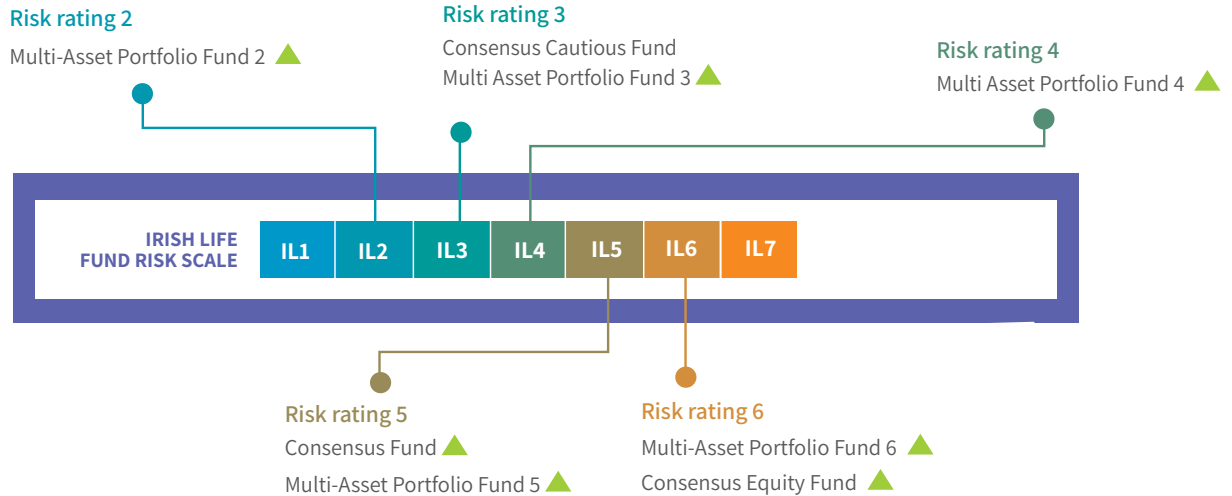 Risk rating 2
Multi-Asset Portfolio Fund 2
Risk rating 3
Consensus Cautious Fund
Multi Asset Portfolio Fund 3
Risk rating 4
Multi Asset Portfolio Fund 4
IRISH LIFE
FUND RISK SCALE
IL1 IL2 IL3 IL4 IL5 IL6 IL7
Risk rating 5
Consensus Fund
Multi-Asset Portfolio Fund 5
Risk rating 6
Multi-Asset Portfolio Fund 6
Consensus Equity Fund